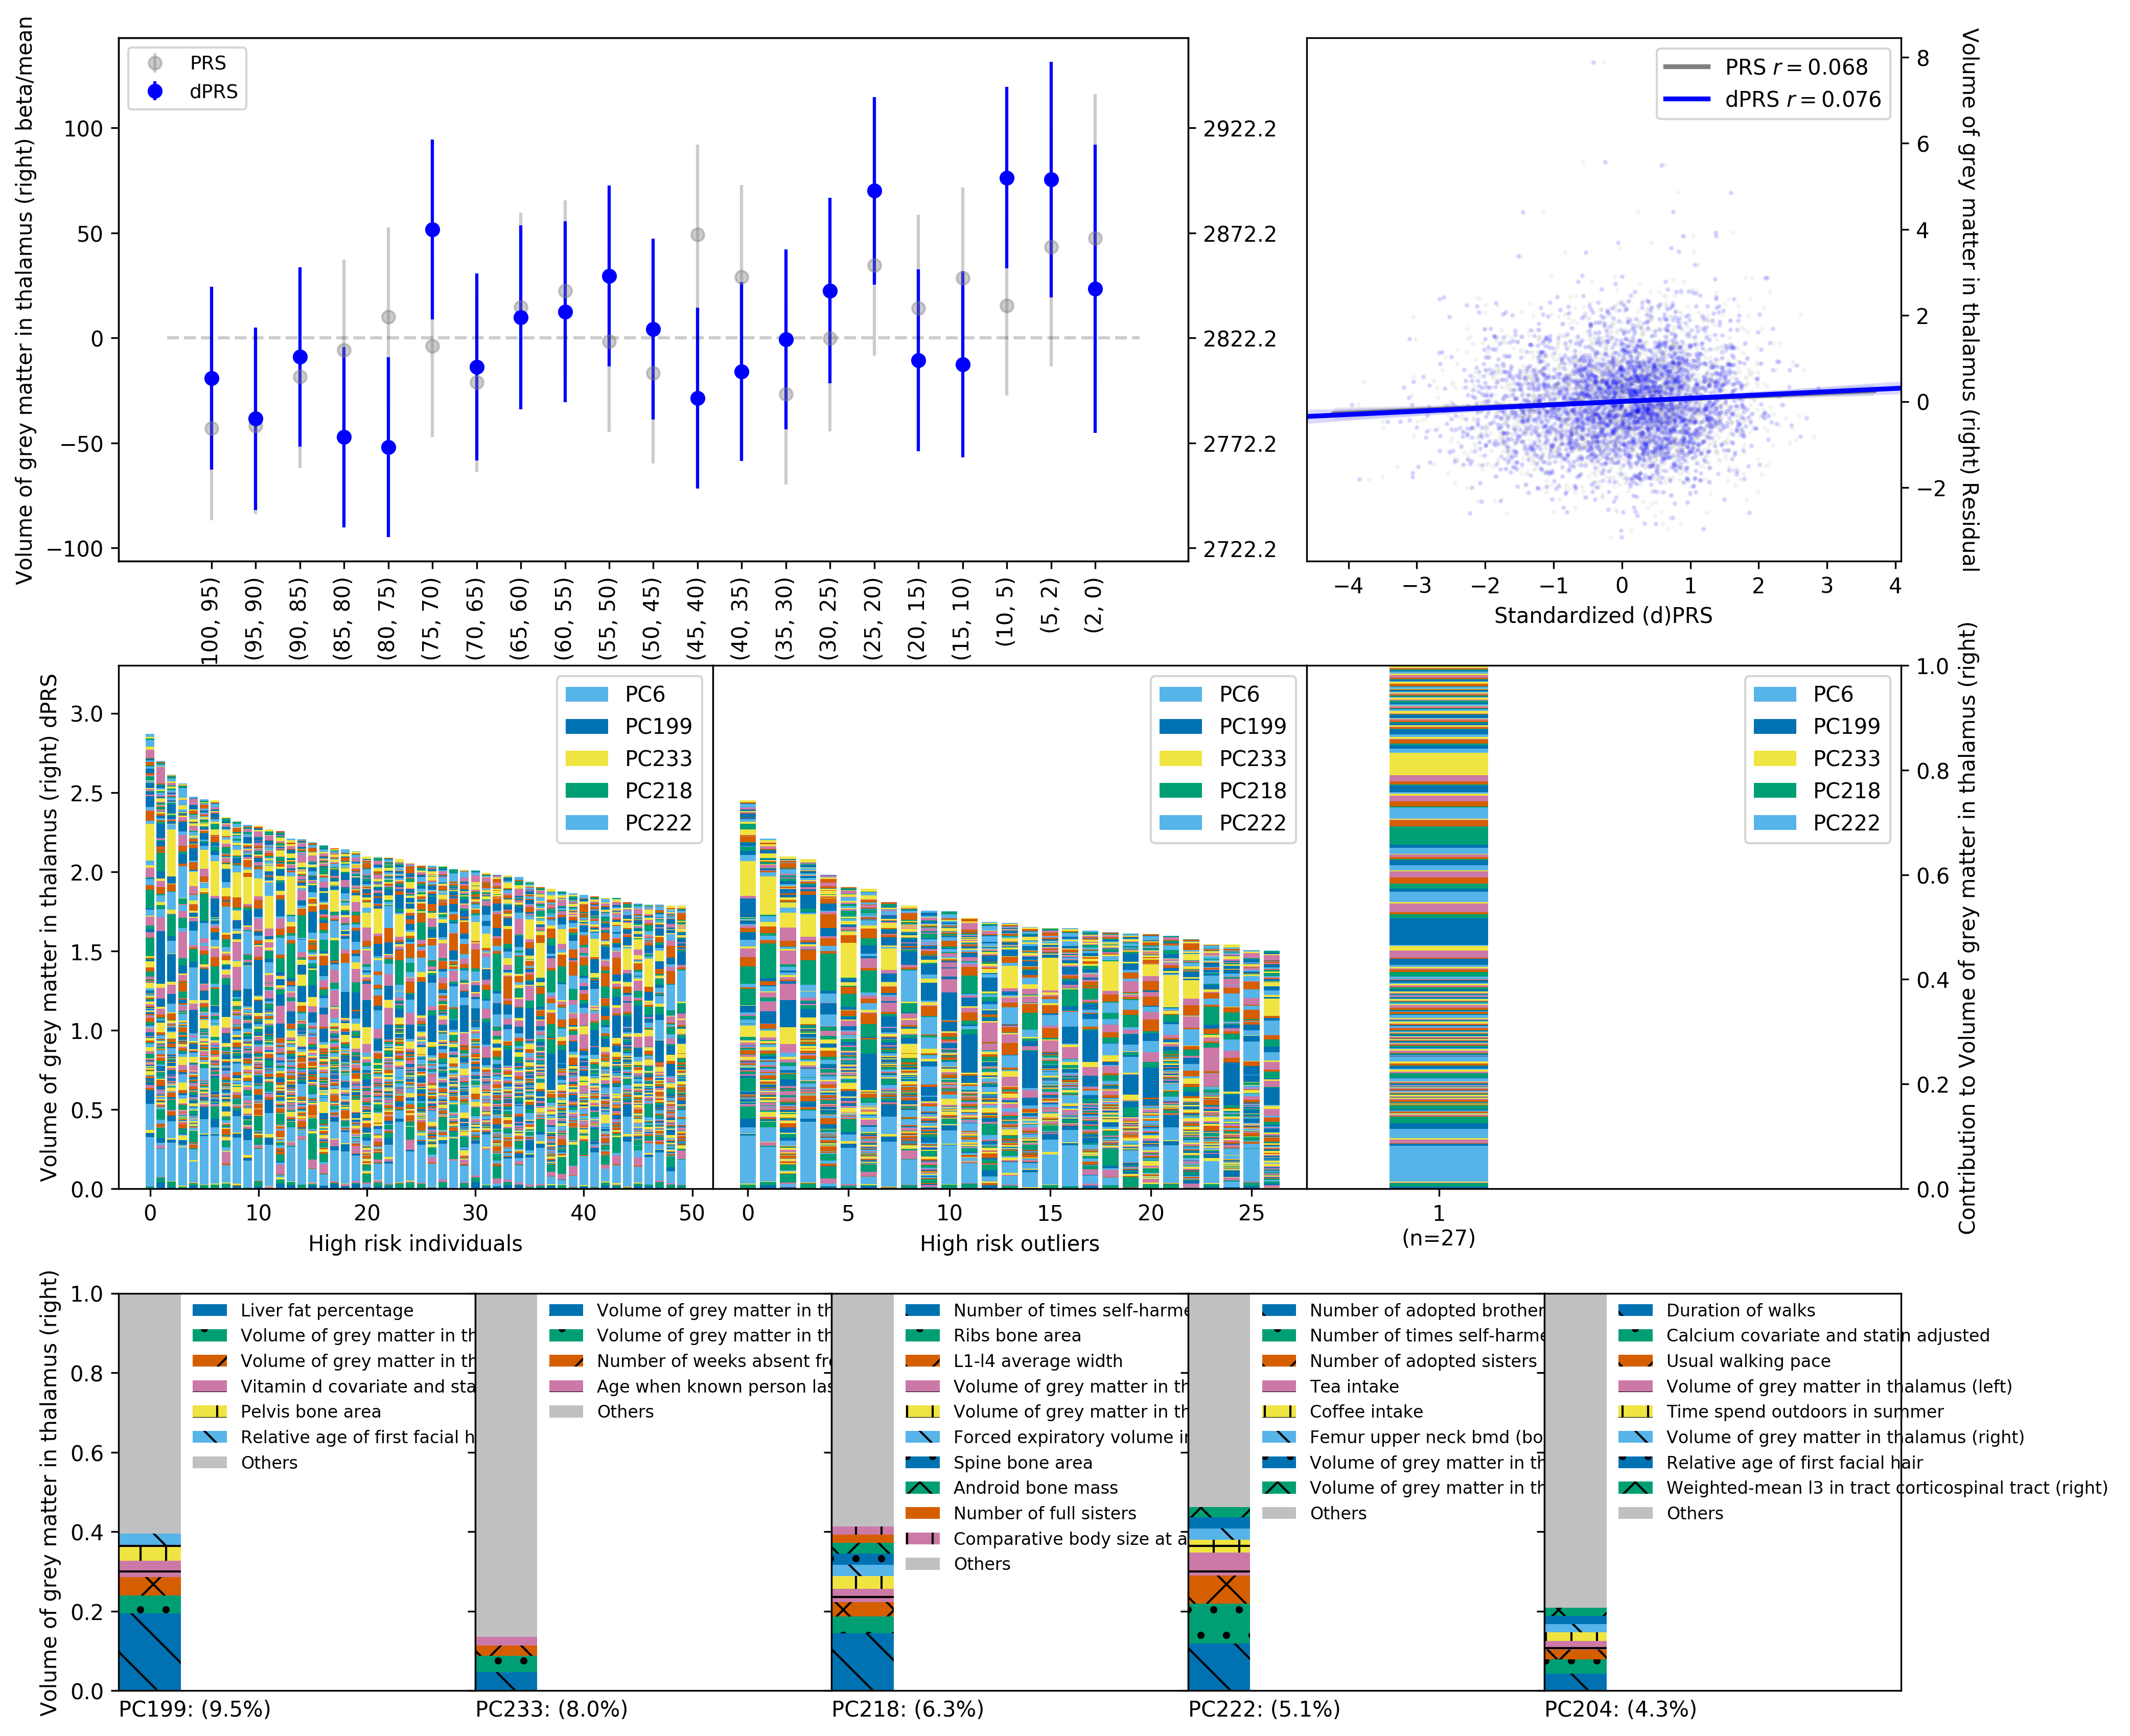 Volume of grey matter in thalamus (right) beta/mean
100
50
0
−50
−100
PRS
dPRS
2922.2
2872.2
2822.2
2772.2
2722.2
100, 95)
(95, 90)
(90, 85)
(85, 80)
(80, 75)
(75, 70)
(70, 65)
(65, 60)
(60, 55)
(55, 50)
(50, 45)
(45, 40)
(40, 35)
(35, 30)
(30, 25)
(25, 20)
(20, 15)
(15, 10)
(10, 5)
(5, 2)
(2, 0)
PRS r = 0.068
dPRS r = 0.076
8
6
4
2
0
−2
Volume of grey matter in thalamus (right) Residual
−4 −3 −2 −1 0 1 2 3 4
Standardized (d)PRS
Volume of grey matter in thalamus (right) dPRS
3.0
2.5
2.0
1.5
1.0
0.5
0.0
PC6
PC199
PC233
PC218
PC222
0 10 20 30 40 50
High risk individuals
PC6
PC199
PC233
PC218
PC222
0 5 10 15 20 25
High risk outliers
PC6
PC199
PC233
PC218
PC222
1
(n=27)
1.0
0.8
0.6
0.4
0.2
0.0
Contribution to Volume of grey matter in thalamus (right)
Volume of grey matter in thalamus (right)
1.0
0.8
0.6
0.4
0.2
0.0
Liver fat percentage
Volume of grey matter in th
Volume of grey matter in th
Vitamin d covariate and sta
Pelvis bone area
Relative age of first facial h
Others
PC199: (9.5%)
Volume of grey matter in th
Volume of grey matter in th
Number of weeks absent fro
Age when known person las
Others
PC233: (8.0%)
Number of times self-harme
Ribs bone area
L1-l4 average width
Volume of grey matter in th
Volume of grey matter in th
Forced expiratory volume i
Spine bone area
Android bone mass
Number of full sisters
Comparative body size at a
Others
PC218: (6.3%)
Number of adopted brother
Number of times self-harme
Number of adopted sisters
Tea intake
Coffee intake
Femur upper neck bmd (bo
Volume of grey matter in th
Volume of grey matter in th
Others
PC222: (5.1%)
Duration of walks
Calcium covariate and statin adjusted
Usual walking pace
Volume of grey matter in thalamus (left)
Time spend outdoors in summer
Volume of grey matter in thalamus (right)
Relative age of first facial hair
Weighted-mean l3 in tract corticospinal tract (right)
Others
PC204: (4.3%)